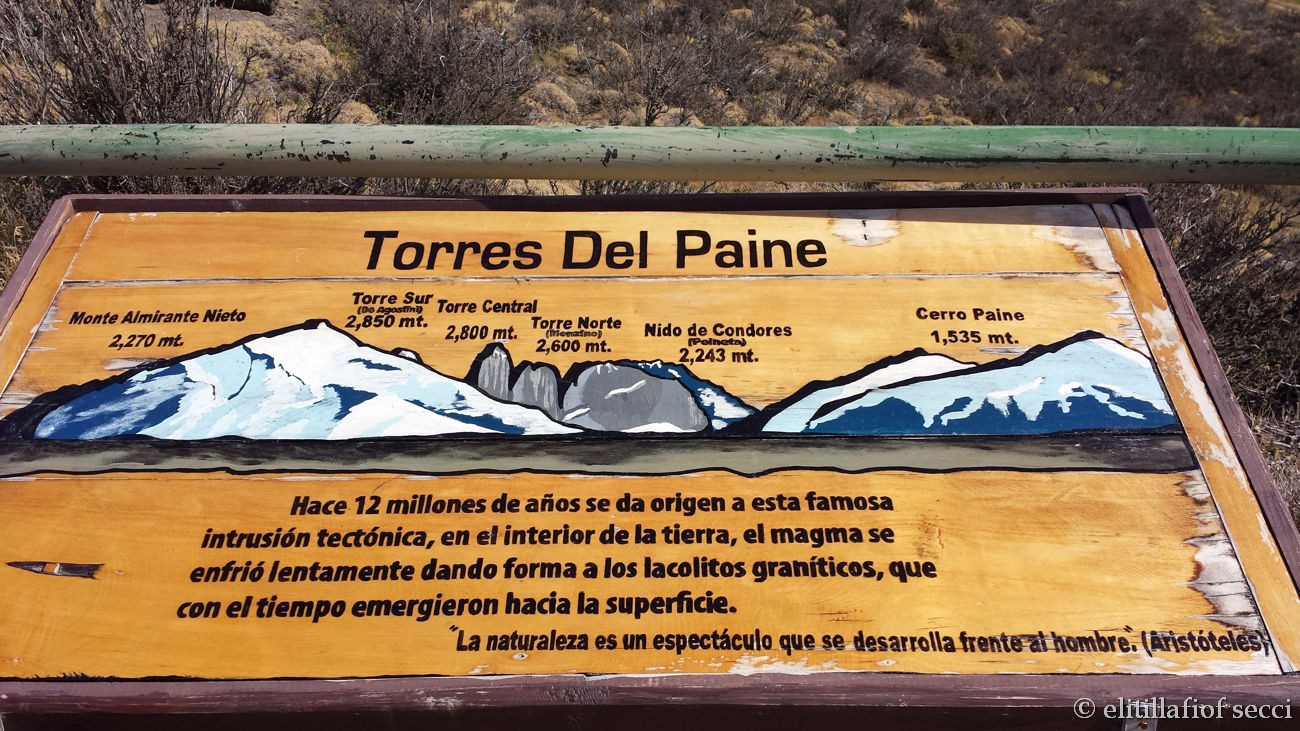 Torres Del Paine
Monte Almirante Nieto
2,270 mt.
Torre Sur
(De Agostini)
2,850 mt.
Torre Central
2,800 mt.
Torre Norte
(Monzino)
2,600 mt.
Nido de Condores
(Peineta)
2,243 mt.
Cerro Paine
1,535 mt.
Hace 12 millones de años se da origen a esta famosa
intrusión tectónica, en el interior de la tierra, el magma se
enfrió lentamente dando forma a los lacolitos graníticos, que
con el tiempo emergieron hacia la superficie.
"La naturaleza es un espectáculo que se desarrolla frente al hombre." (Aristóteles)
© elitillafiof secci